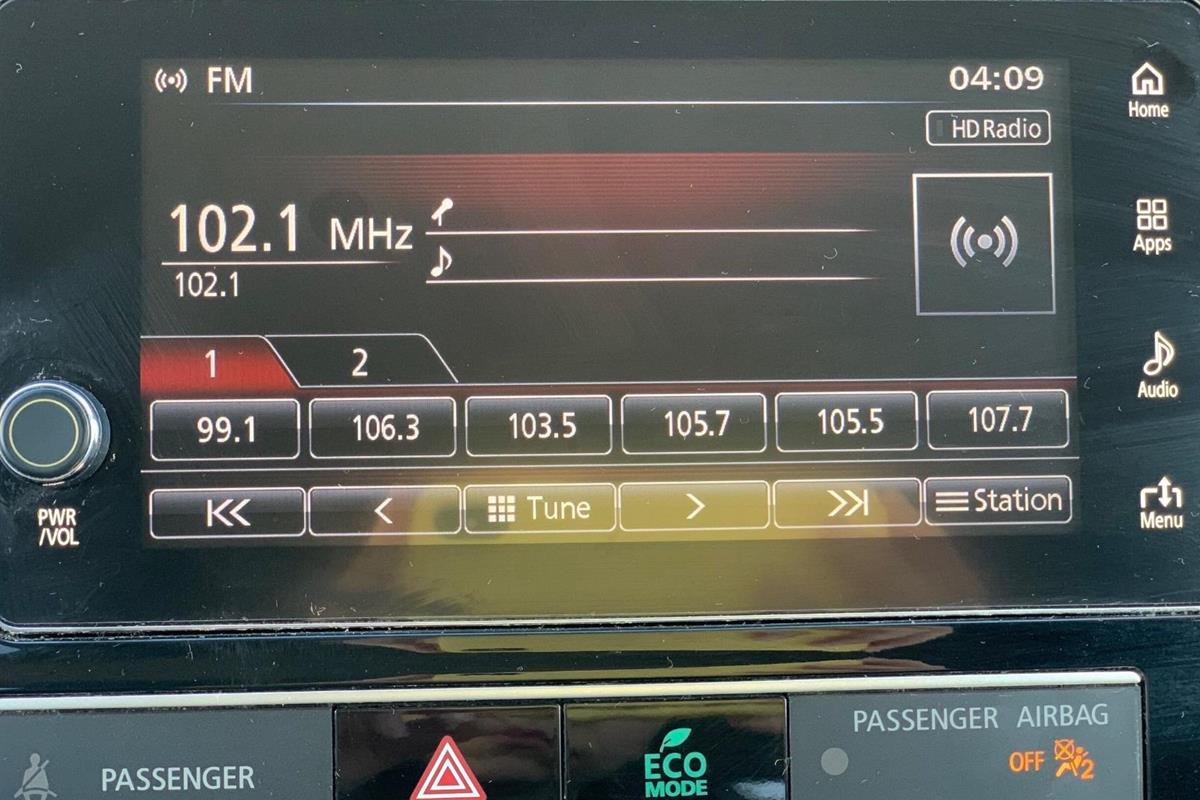 FM
04:09
HD Radio
Home
102.1 MHz
102.1
Apps
1
2
Audio
99.1
106.3
103.5
105.7
105.5
107.7
Tune
Station
PWR
/VOL
Menu
PASSENGER AIRBAG
OFF
2
PASSENGER
ECO
MODE